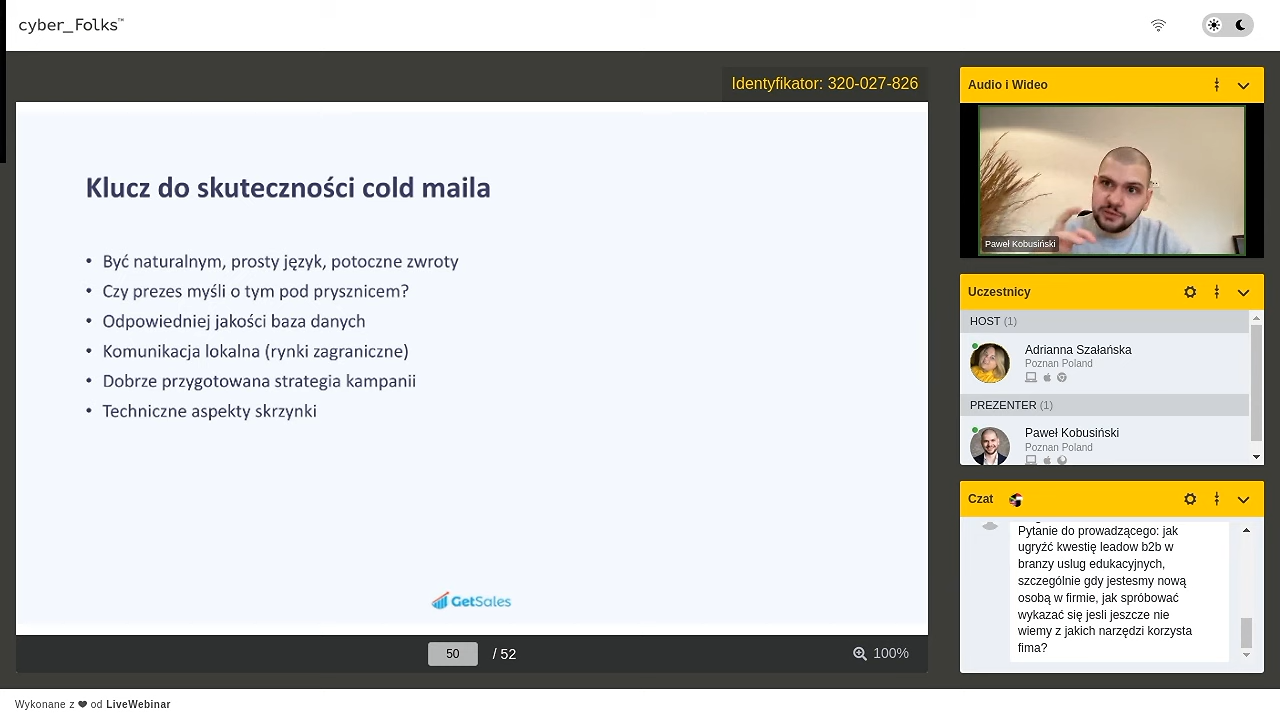 cyber_Folks™
Identyfikator: 320-027-826
Klucz do skuteczności cold maila
• Być naturalnym, prosty język, potoczne zwroty
• Czy prezes myśli o tym pod prysznicem?
• Odpowiedniej jakości baza danych
• Komunikacja lokalna (rynki zagraniczne)
• Dobrze przygotowana strategia kampanii
• Techniczne aspekty skrzynki
GetSales
50 / 52
100%
Audio i Wideo
Paweł Kobusiński
Uczestnicy
HOST (1)
Adrianna Szałańska
Poznan Poland
PREZENTER (1)
Paweł Kobusiński
Poznan Poland
Czat
Pytanie do prowadzącego: jak
ugryźć kwestię leadow b2b w
branzy uslug edukacyjnych,
szczególnie gdy jestesmy nową
osobą w firmie, jak spróbować
wykazać się jesli jeszcze nie
wiemy z jakich narzędzi korzysta
fima?
Wykonane z ❤ od LiveWebinar